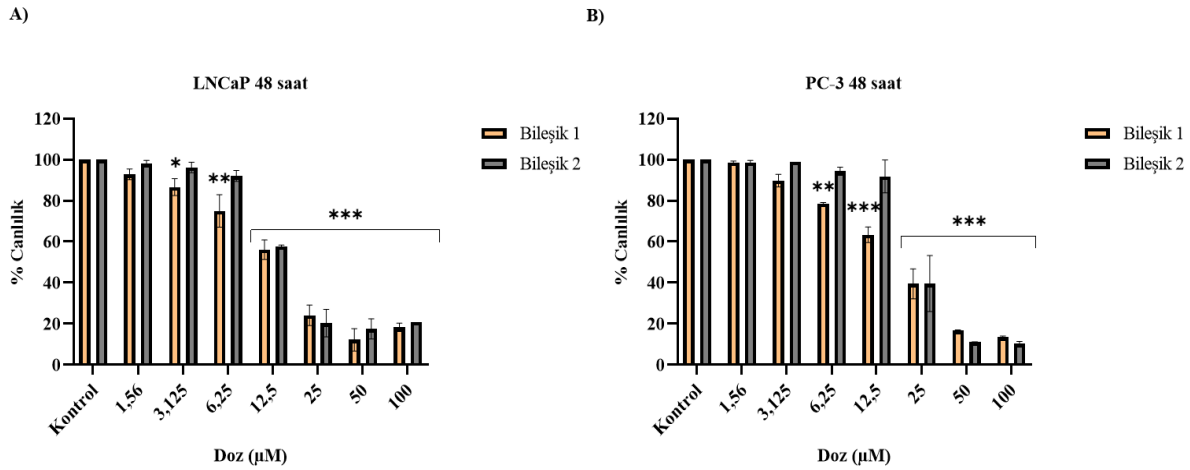 A)
LNCaP 48 saat
% Canlılık
120
100
80
60
40
20
0
*
**
***
Kontrol
1,56
3,125
6,25
12,5
25
50
100
Doz (µM)
Bileşik 1
Bileşik 2
B)
PC-3 48 saat
% Canlılık
120
100
80
60
40
20
0
**
***
***
Kontrol
1,56
3,125
6,25
12,5
25
50
100
Doz (µM)
Bileşik 1
Bileşik 2